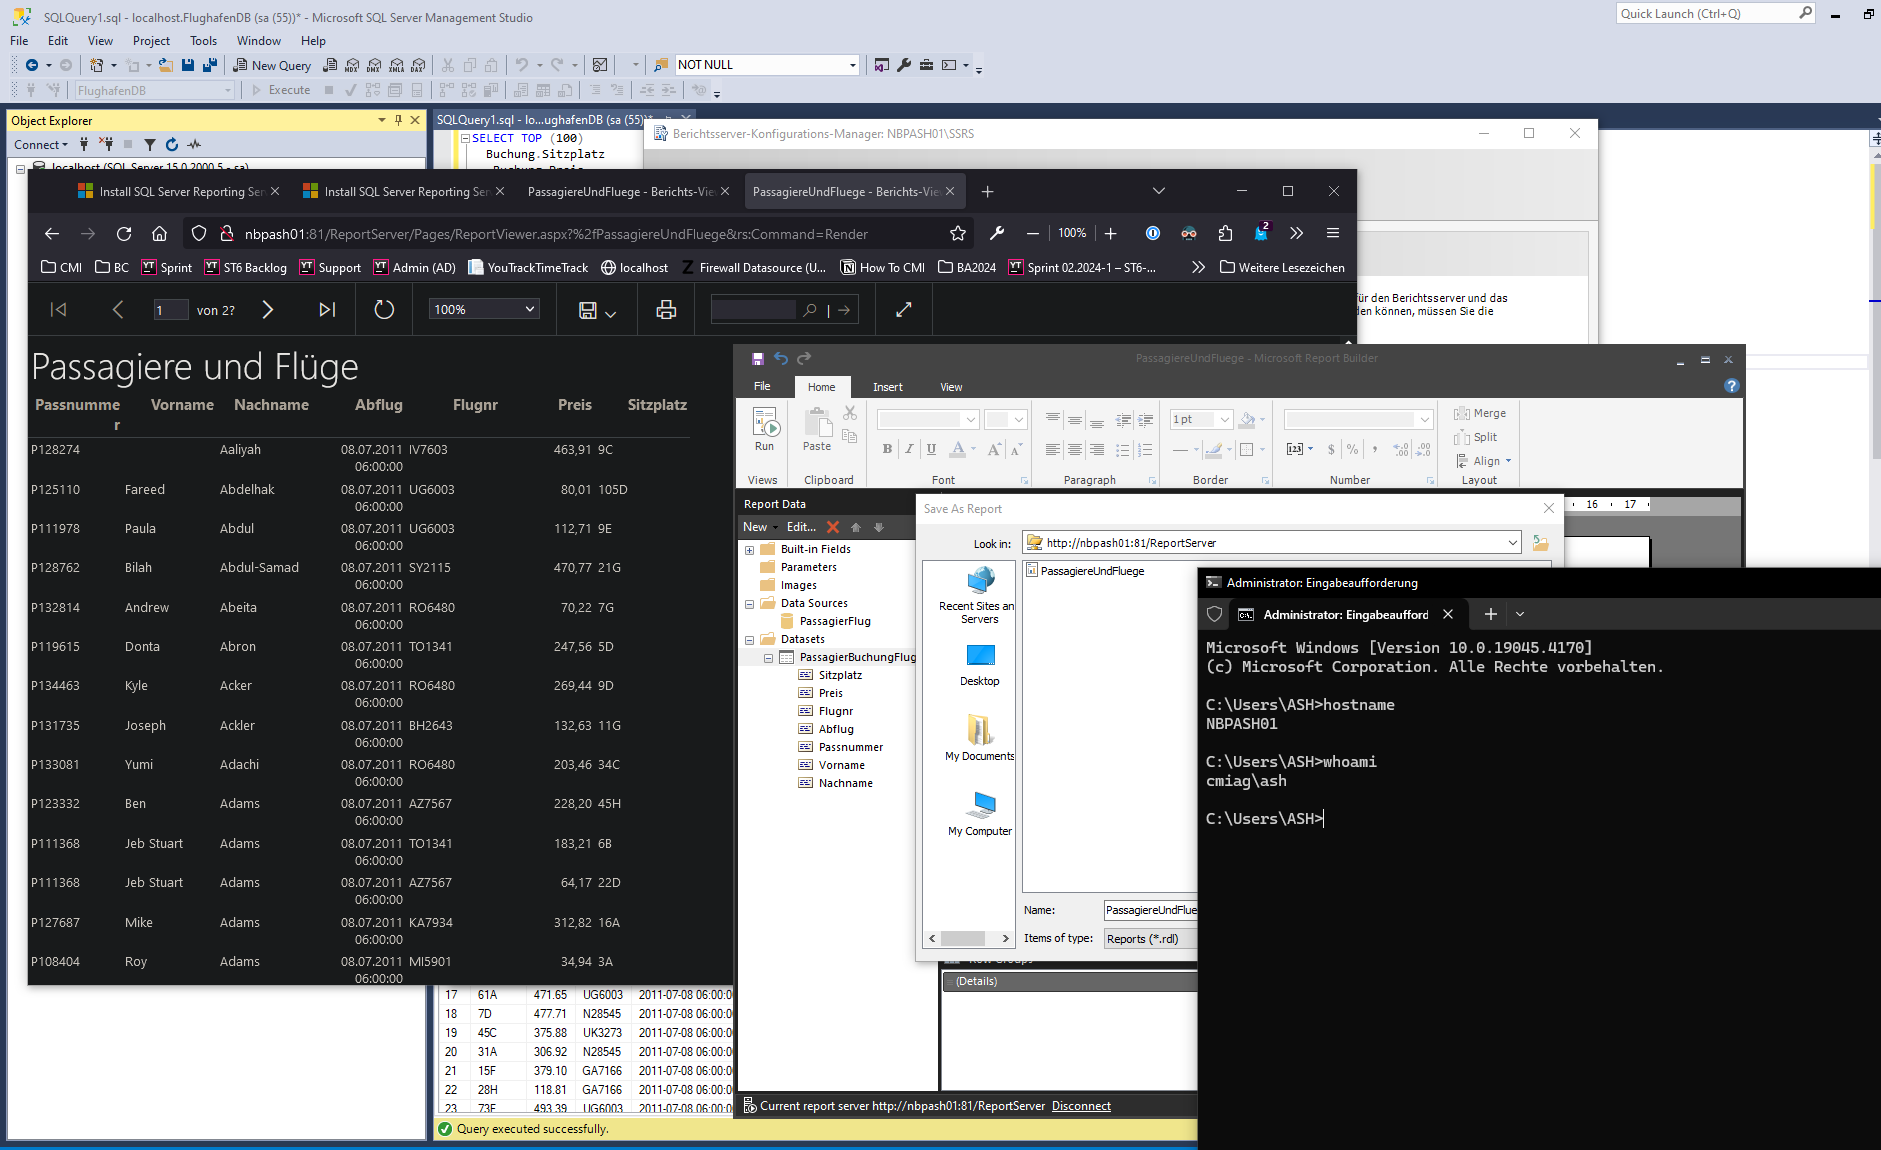 SQLQuery1.sql - localhost.FlughafenDB (sa (55))* - Microsoft SQL Server Management Studio
Quick Launch (Ctrl+Q)
File Edit View Project Tools Window Help
New Query
MDX DMX XMLA DAX
NOT NULL
FlughafenDB
Execute
Object Explorer
Connect
localhost (SQL Server 15.0.2000.5 - sa)
SQLQuery1.sql - lo...ughafenDB (sa (55))*
SELECT TOP (100)
Buchung.Sitzplatz
Buchung.Preis
Berichtsserver-Konfigurations-Manager: NBPASH01\SSRS
für den Berichtsserver und das
den können, müssen Sie die
Install SQL Server Reporting Ser
Install SQL Server Reporting Ser
PassagiereUndFluege - Berichts-Vie
PassagiereUndFluege - Berichts-Vie
nbpash01:81/ReportServer/Pages/ReportViewer.aspx?%2fPassagiereUndFluege&rs:Command=Render
100%
2
CMI
BC
YT Sprint
YT ST6 Backlog
YT Support
YT Admin (AD)
YouTrackTimeTrack
localhost
Z Firewall Datasource (U...
How To CMI
BA2024
YT Sprint 02.2024-1 – ST6-...
Weitere Lesezeichen
1 von 2?
100%
Passagiere und Flüge
Passnumme
r
Vorname Nachname Abflug Flugnr Preis Sitzplatz
P128274 Aaliyah 08.07.2011 IV7603 463,91 9C
06:00:00
P125110 Fareed Abdelhak 08.07.2011 UG6003 80,01 105D
06:00:00
P111978 Paula Abdul 08.07.2011 UG6003 112,71 9E
06:00:00
P128762 Bilah Abdul-Samad 08.07.2011 SY2115 470,77 21G
06:00:00
P132814 Andrew Abeita 08.07.2011 RO6480 70,22 7G
06:00:00
P119615 Donta Abron 08.07.2011 TO1341 247,56 5D
06:00:00
P134463 Kyle Acker 08.07.2011 RO6480 269,44 9D
06:00:00
P131735 Joseph Ackler 08.07.2011 BH2643 132,63 11G
06:00:00
P133081 Yumi Adachi 08.07.2011 RO6480 203,46 34C
06:00:00
P123332 Ben Adams 08.07.2011 AZ7567 228,20 45H
06:00:00
P111368 Jeb Stuart Adams 08.07.2011 TO1341 183,21 6B
06:00:00
P111368 Jeb Stuart Adams 08.07.2011 AZ7567 64,17 22D
06:00:00
P127687 Mike Adams 08.07.2011 KA7934 312,82 16A
06:00:00
P108404 Roy Adams 08.07.2011 MI5901 34,94 3A
06:00:00
17 61A 471.65 UG6003 2011-07-08 06:00:0
18 7D 477.71 N28545 2011-07-08 06:00:0
19 45C 375.88 UK3273 2011-07-08 06:00:0
20 31A 306.92 N28545 2011-07-08 06:00:0
21 15F 379.10 GA7166 2011-07-08 06:00:0
22 28H 118.81 GA7166 2011-07-08 06:00:0
23 73F 493.39 UG6003 2011-07-08 06:00:0
Query executed successfully.
PassagiereUndFluege - Microsoft Report Builder
File Home Insert View
Run
Views
Paste
Clipboard
B I U A A A
Font
Paragraph
1 pt
Border
[123] $ % , .00
Number
Merge
Split
Align
Layout
Report Data
New Edit...
Built-in Fields
Parameters
Images
Data Sources
PassagierFlug
Datasets
PassagierBuchungFlug
Sitzplatz
Preis
Flugnr
Abflug
Passnummer
Vorname
Nachname
16 17
Save As Report
Look in: http://nbpash01:81/ReportServer
Recent Sites an
Servers
Desktop
My Documents
My Computer
PassagiereUndFluege
Name: PassagiereUndFlue
Items of type: Reports (*.rdl)
Row Groups
(Details)
Current report server http://nbpash01:81/ReportServer Disconnect
Administrator: Eingabeaufforderung
Administrator: Eingabeaufford
Microsoft Windows [Version 10.0.19045.4170]
(c) Microsoft Corporation. Alle Rechte vorbehalten.
C:\Users\ASH>hostname
NBPASH01
C:\Users\ASH>whoami
cmiag\ash
C:\Users\ASH>